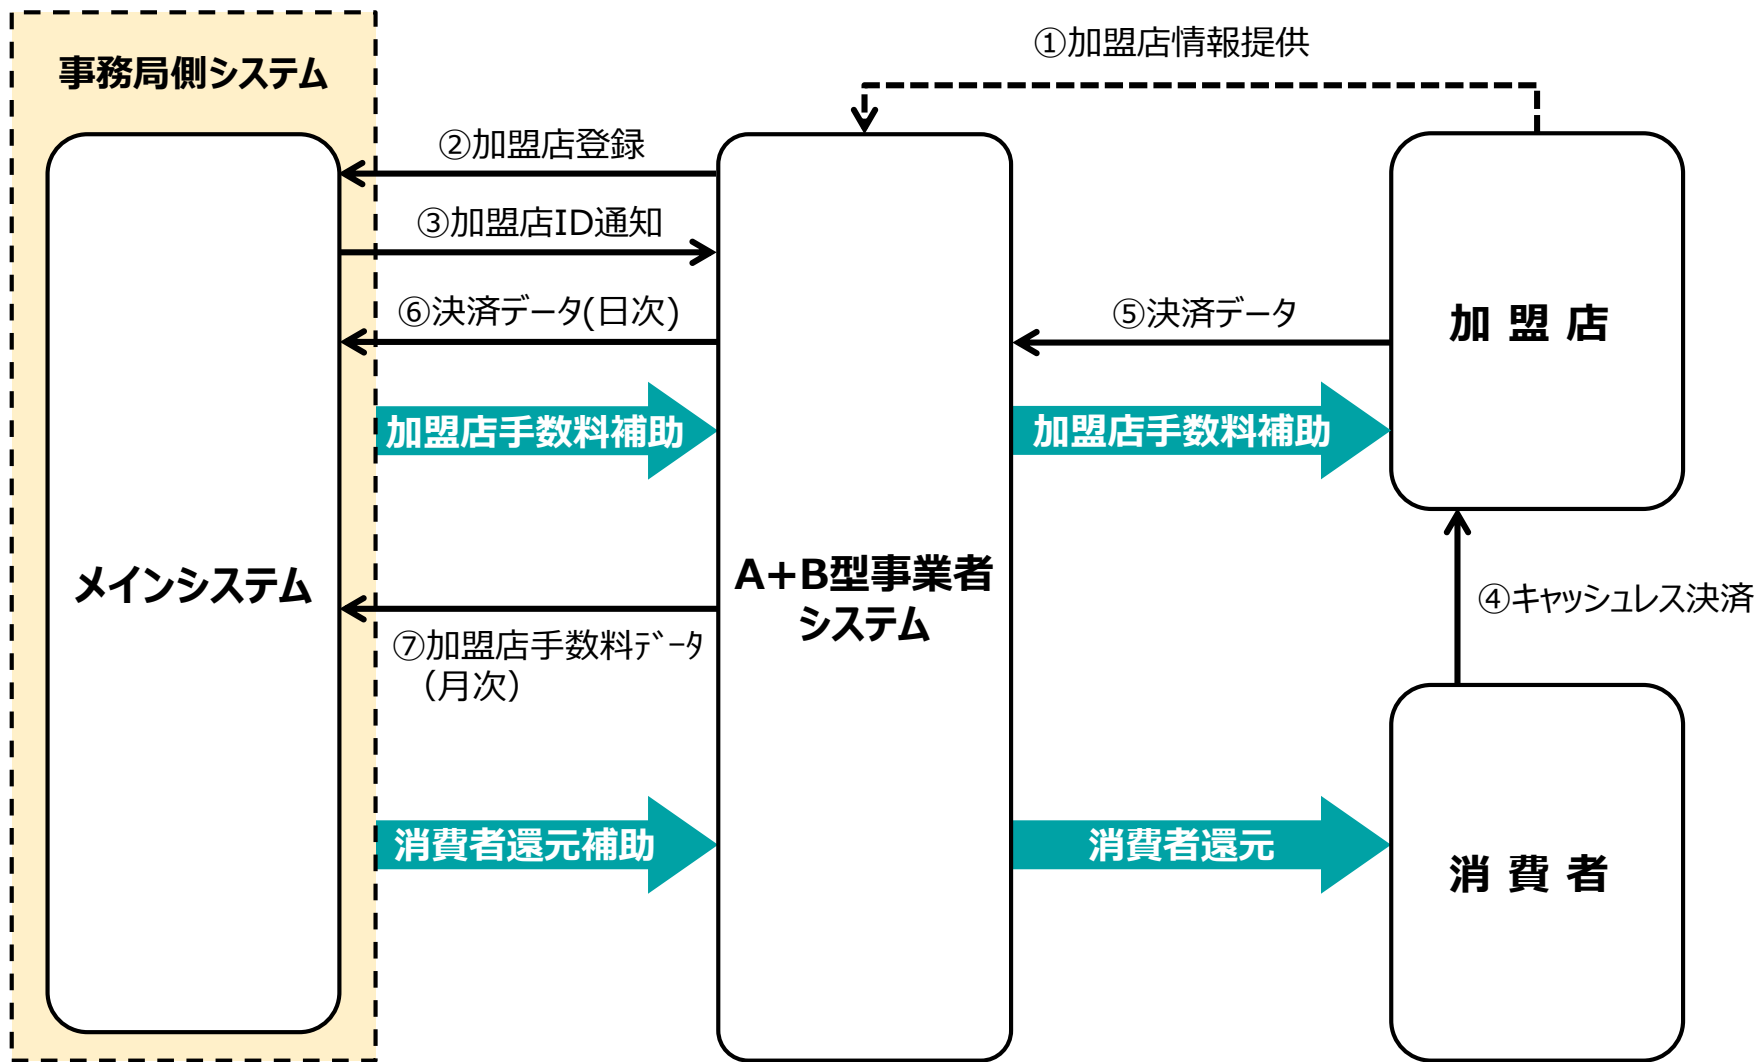 ①加盟店情報提供
事務局側システム
②加盟店登録
③加盟店ID通知
⑥決済データ(日次)
⑤決済データ
加 盟 店
加盟店手数料補助
加盟店手数料補助
メインシステム
A+B型事業者
システム
④キャッシュレス決済
⑦加盟店手数料ﾃﾞｰﾀ
（月次）
消費者還元補助
消費者還元
消 費 者